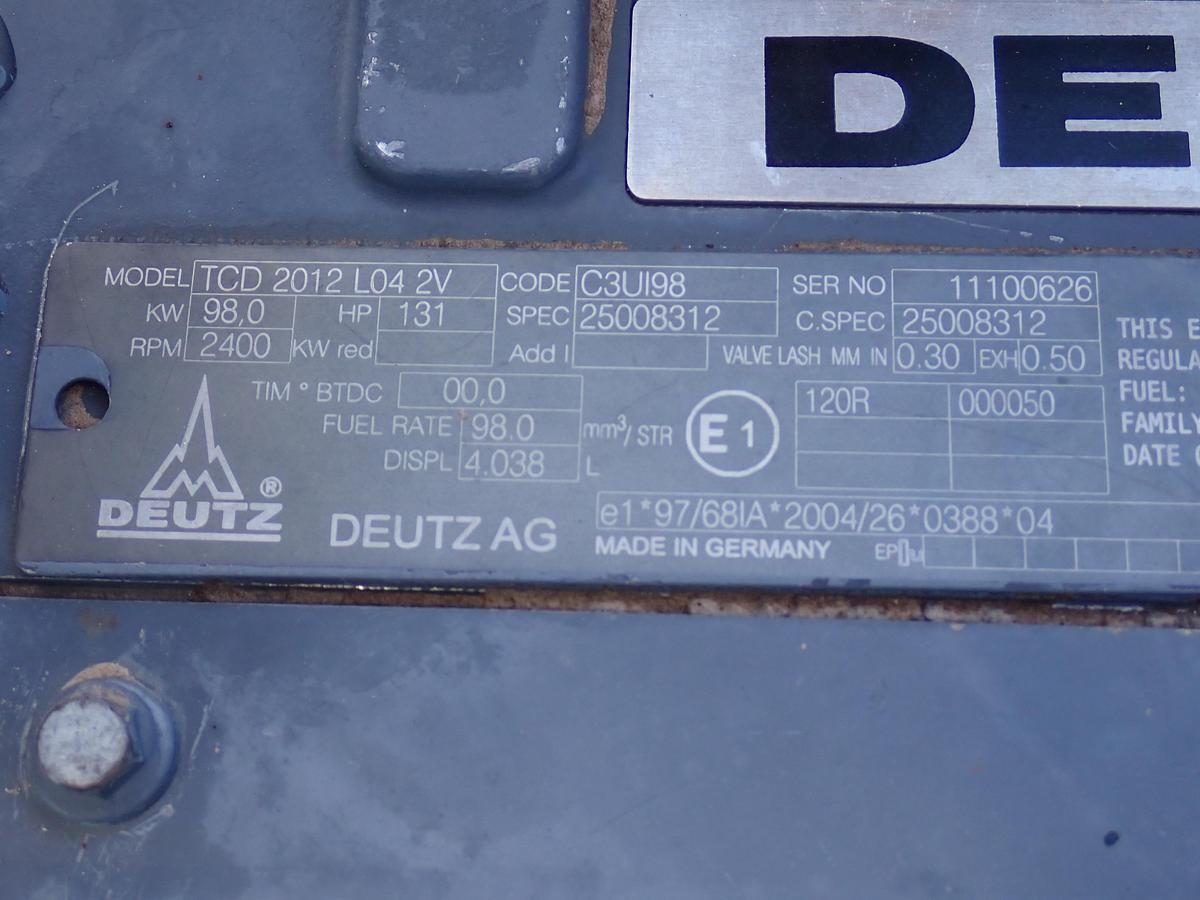 DE
MODEL TCD 2012 L04 2V CODE C3UI98 SER NO 11100626
KW 98,0 HP 131 SPEC 25008312 C.SPEC 25008312
RPM 2400 KW red Add I VALVE LASH MM IN 0.30 EXH 0.50
TIM ° BTDC 00,0
FUEL RATE 98.0 mm³/STR
DISPL 4.038 L
E1
120R 000050
THIS E
REGULA
FUEL:
FAMILY
DATE
DEUTZ ®
DEUTZ AG
e1*97/68IA*2004/26*0388*04
MADE IN GERMANY